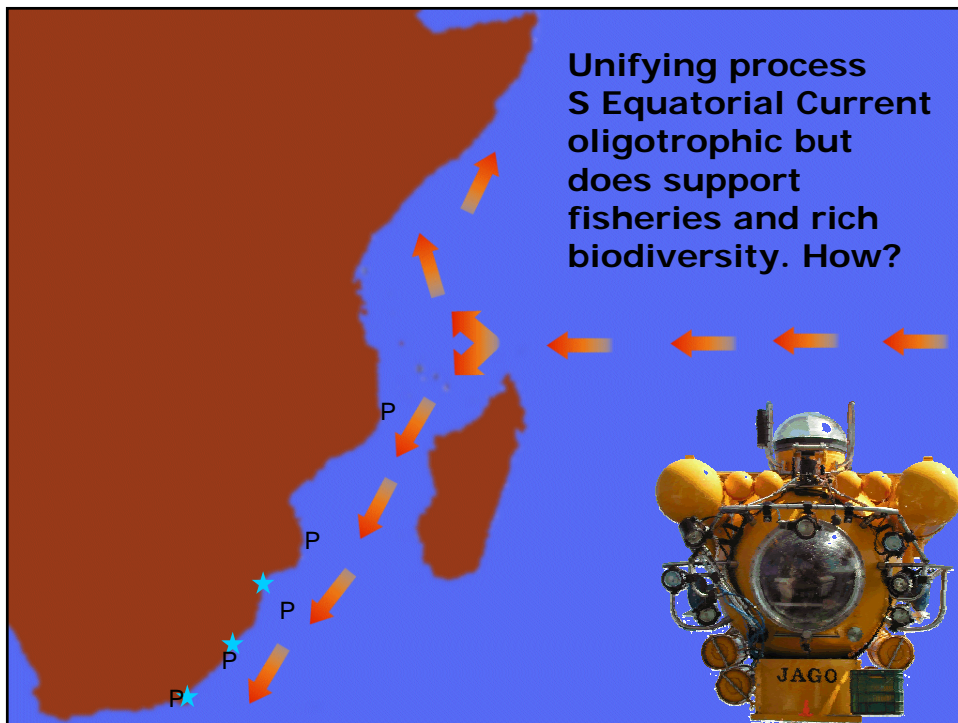 Unifying process
S Equatorial Current
oligotrophic but
does support
fisheries and rich
biodiversity. How?
P
P
P
P
P
JAGO